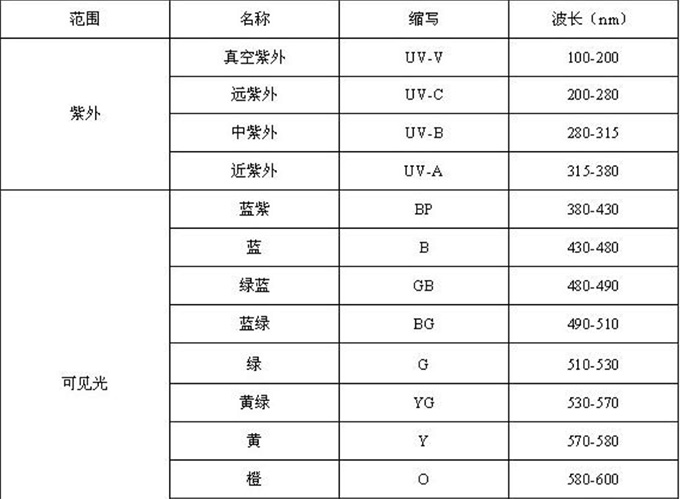 范围 名称 缩写 波长（nm）
紫外 真空紫外 UV-V 100-200
远紫外 UV-C 200-280
中紫外 UV-B 280-315
近紫外 UV-A 315-380
可见光 蓝紫 BP 380-430
蓝 B 430-480
绿蓝 GB 480-490
蓝绿 BG 490-510
绿 G 510-530
黄绿 YG 530-570
黄 Y 570-580
橙 O 580-600